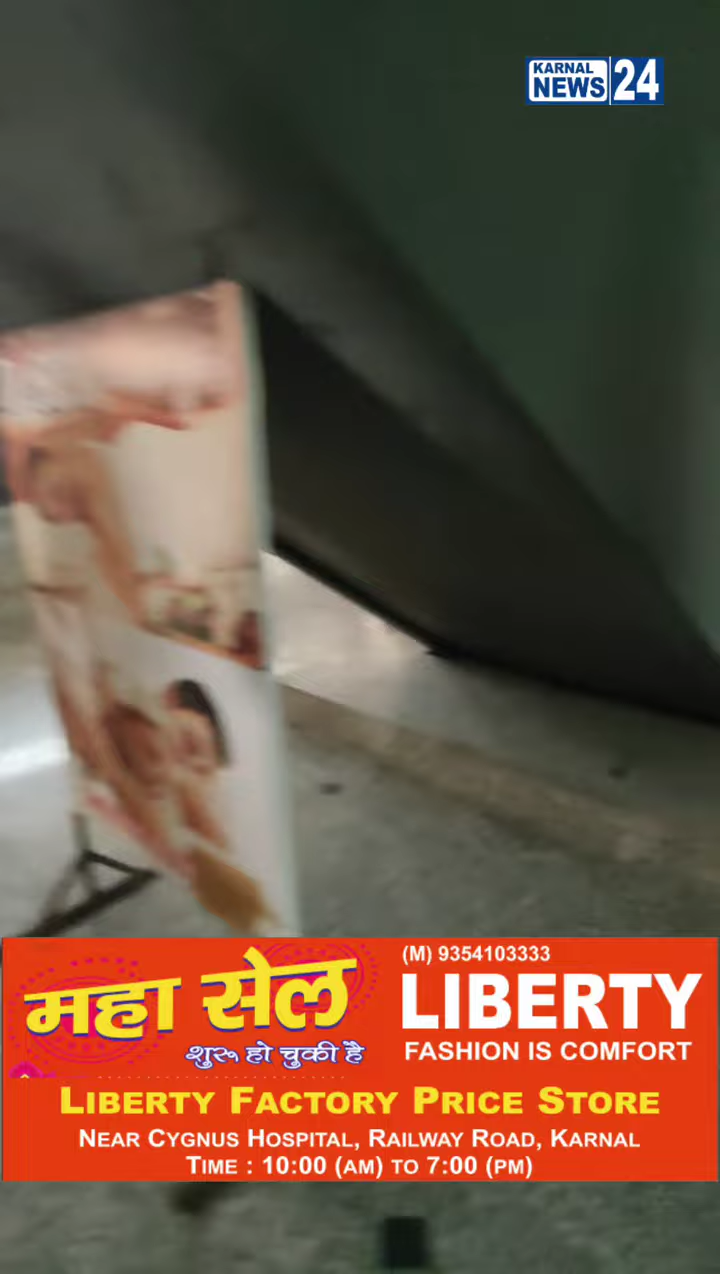 KARNAL
NEWS 24
महा सेल
शुरू हो चुकी है
(M) 9354103333
LIBERTY
FASHION IS COMFORT
LIBERTY FACTORY PRICE STORE
NEAR CYGNUS HOSPITAL, RAILWAY ROAD, KARNAL
TIME : 10:00 (AM) TO 7:00 (PM)